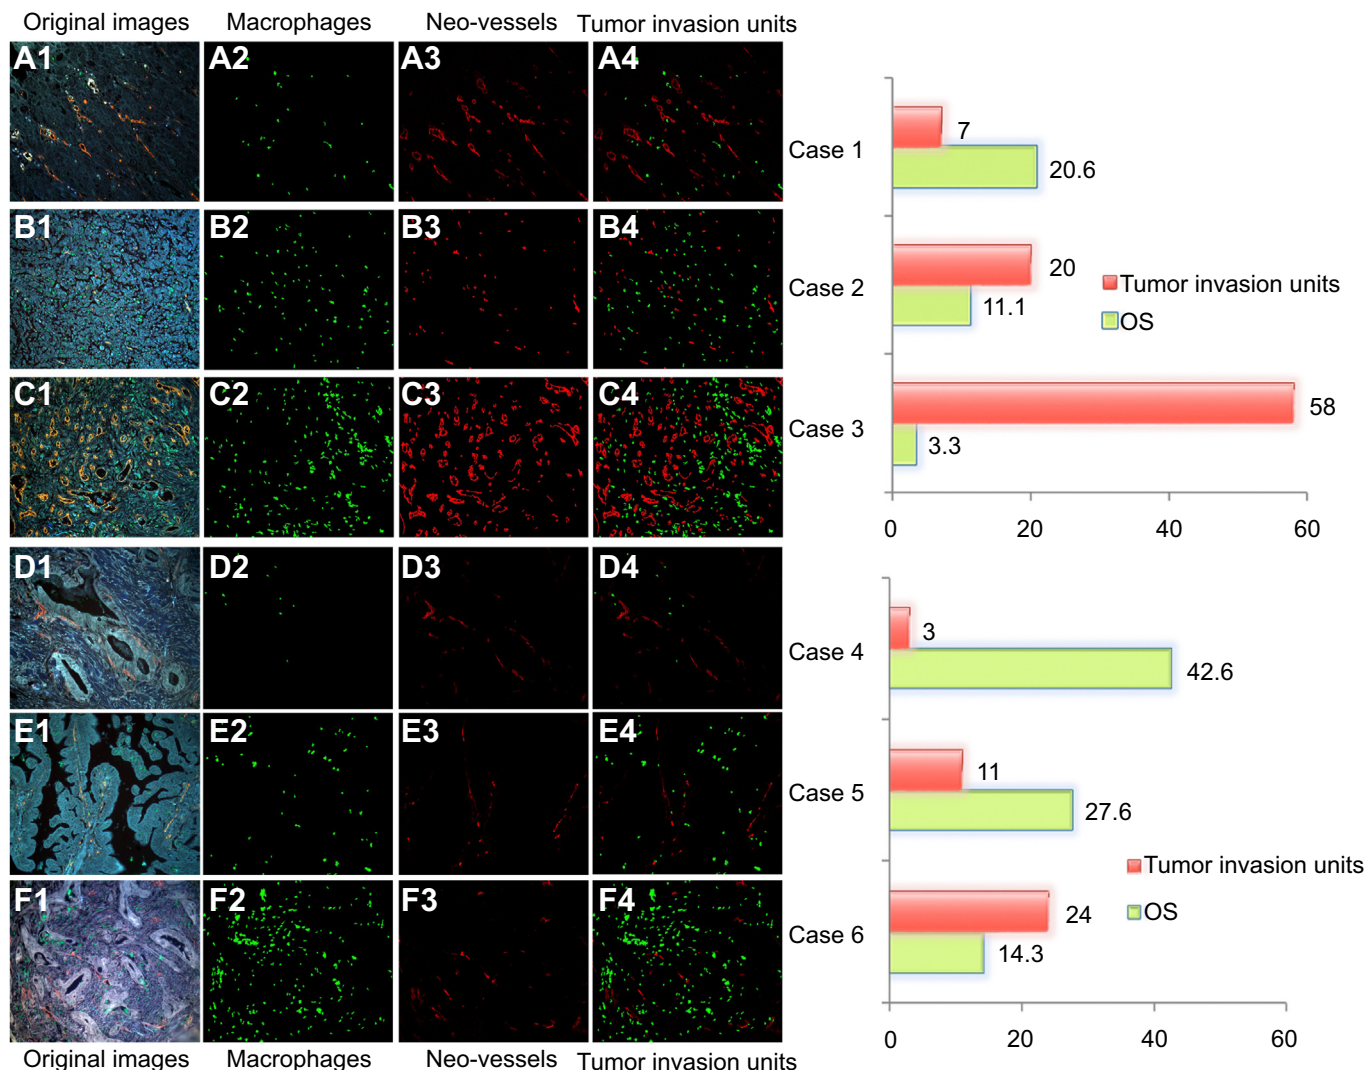 Original images Macrophages Neo-vessels Tumor invasion units
A1 A2 A3 A4
Case 1
7
20.6
B1 B2 B3 B4
Case 2
20
11.1
Tumor invasion units
OS
C1 C2 C3 C4
Case 3
58
3.3
0 20 40 60
D1 D2 D3 D4
Case 4
3
42.6
E1 E2 E3 E4
Case 5
11
27.6
Tumor invasion units
OS
F1 F2 F3 F4
Case 6
24
14.3
0 20 40 60
Original images Macrophages Neo-vessels Tumor invasion units